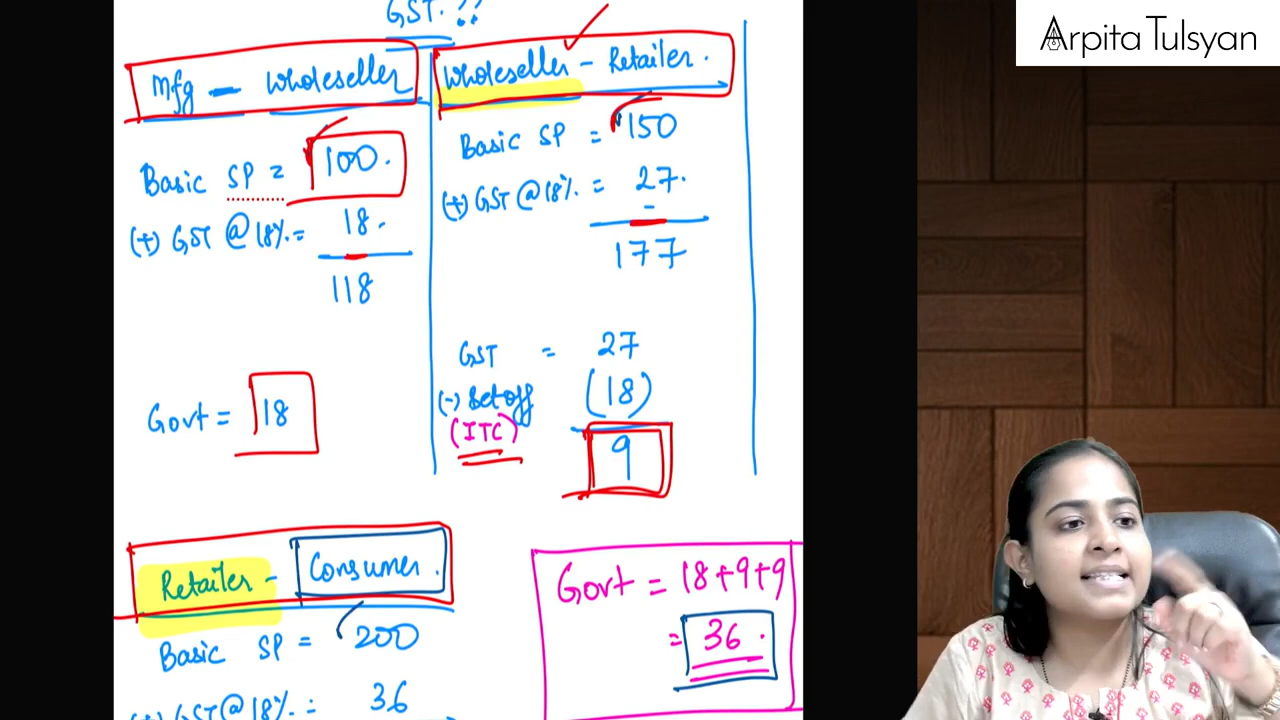 Arpita Tulsyan
GST. ??
Mfg - Wholeseller
Basic SP = 100.
(+) GST @ 18%. = 18.
118
Govt = 18
Wholeseller - Retailer.
Basic SP = 150
(+) GST @ 18%. = 27.
177
GST = 27
(-) Set off (18)
(ITC)
9
Retailer - Consumer.
Basic SP = 200
(+) GST @ 18%. = 36
Govt = 18+9+9
= 36.